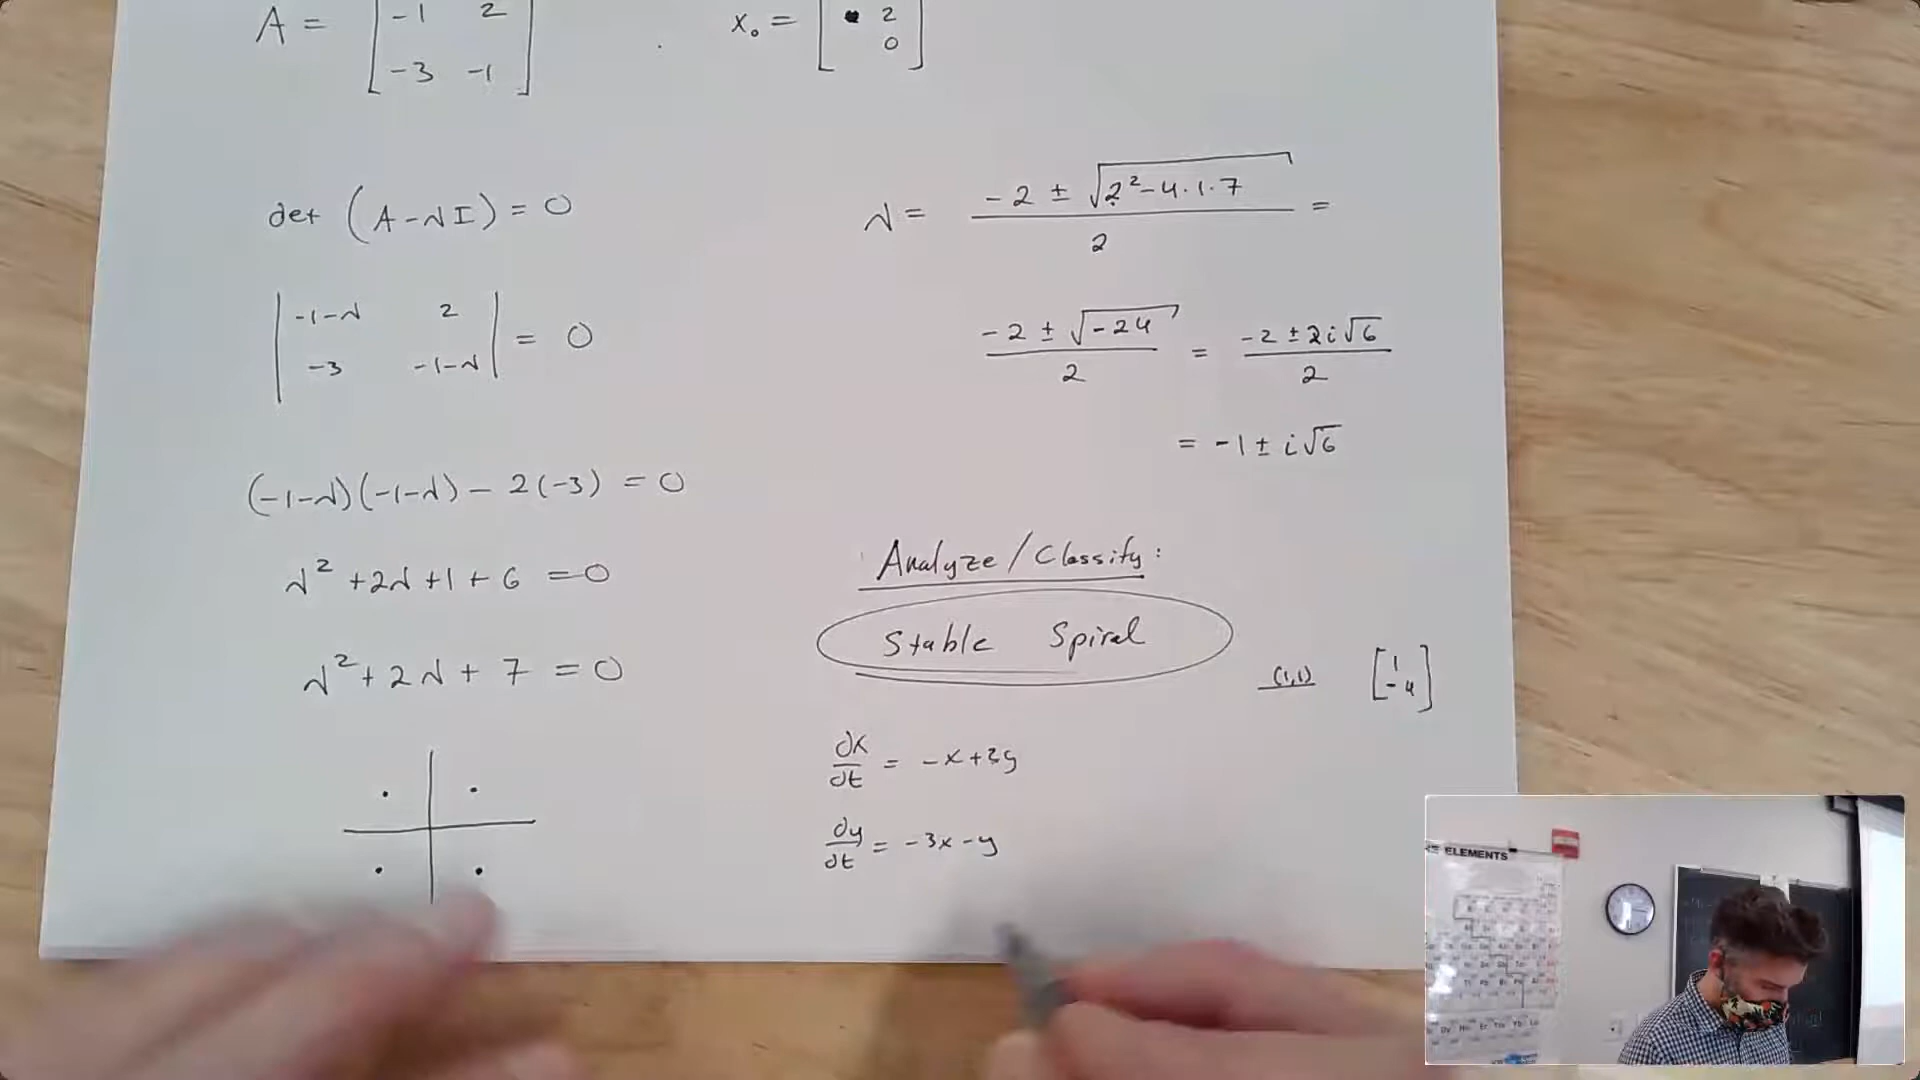 A = [ -1 2
-3 -1 ]
x₀ = [ 2
0 ]
det (A-λI) = 0
| -1-λ 2
-3 -1-λ | = 0
(-1-λ)(-1-λ) - 2(-3) = 0
λ² + 2λ + 1 + 6 = 0
λ² + 2λ + 7 = 0
λ = (-2 ± √(2²-4·1·7)) / 2 =
(-2 ± √-24) / 2 = (-2 ± 2i√6) / 2
= -1 ± i√6
Analyze/Classify:
Stable Spiral
(1,1) [ 1
-4 ]
dx/dt = -x+2y
dy/dt = -3x-y
ELEMENTS